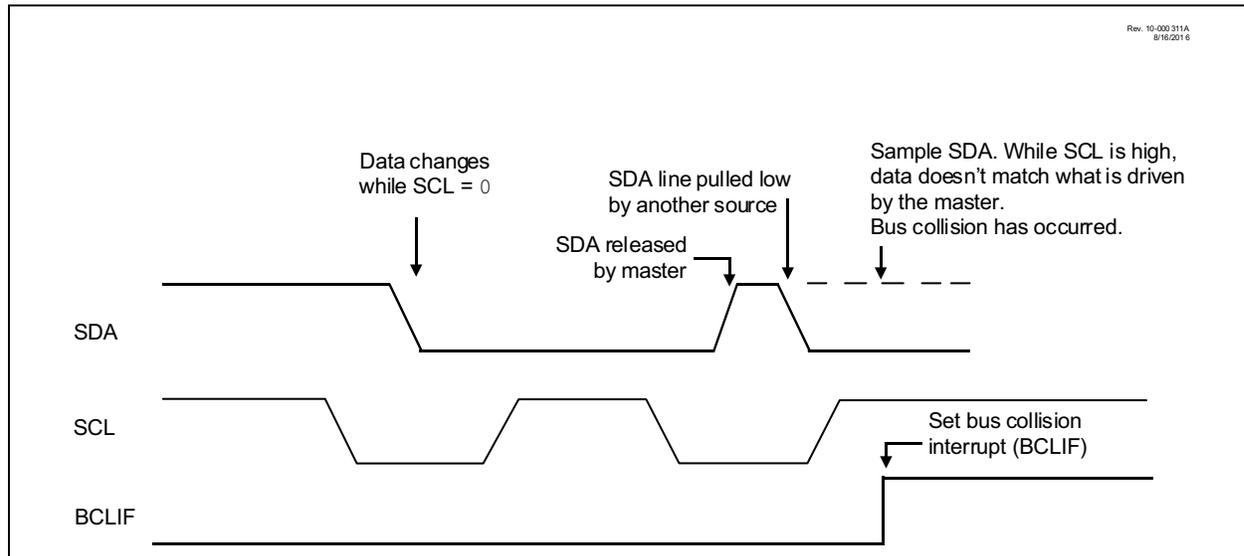 Rev. 10-000 311A
8/16/201 6
Data changes
while SCL = 0
SDA line pulled low
by another source
SDA released
by master
Sample SDA. While SCL is high,
data doesn't match what is driven
by the master.
Bus collision has occurred.
SDA
SCL
Set bus collision
interrupt (BCLIF)
BCLIF